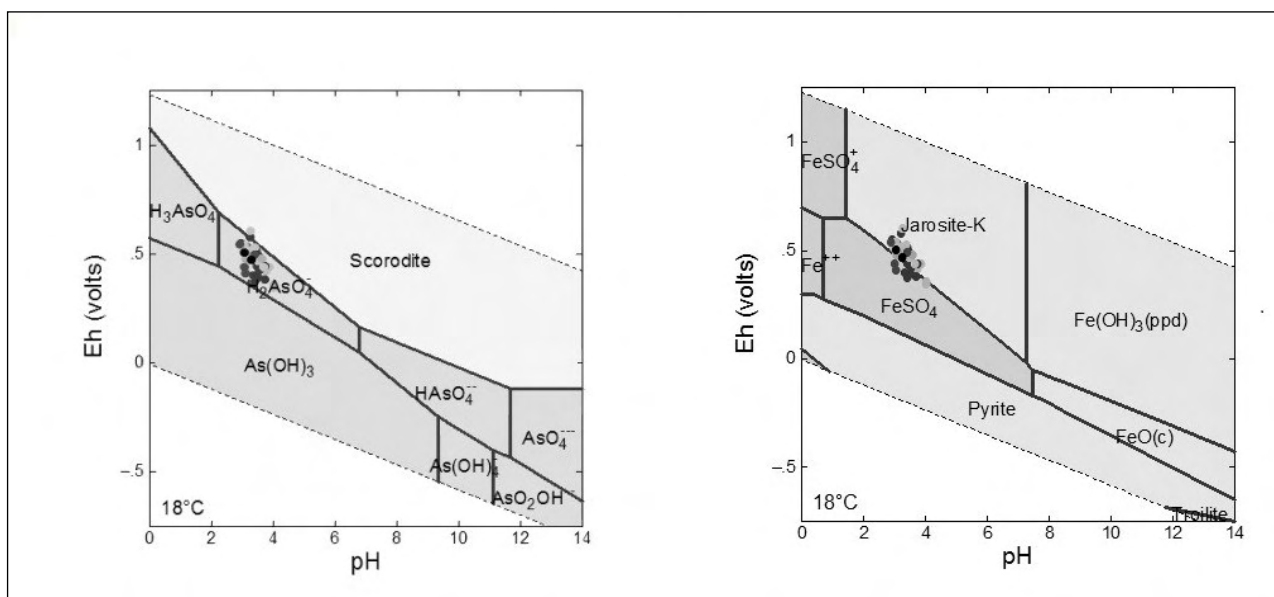 1
.5
0
−.5
Eh (volts)
H₃AsO₄
Scorodite
H₂AsO₄⁻
As(OH)₃
HAsO₄⁻⁻
AsO₄⁻⁻⁻
As(OH)₄⁻
AsO₂OH⁻⁻
18°C
0 2 4 6 8 10 12 14
pH
1
.5
0
−.5
Eh (volts)
FeSO₄⁺
Jarosite-K
Fe⁺⁺
FeSO₄
Fe(OH)₃(ppd)
Pyrite
FeO(c)
Troilite
18°C
0 2 4 6 8 10 12 14
pH